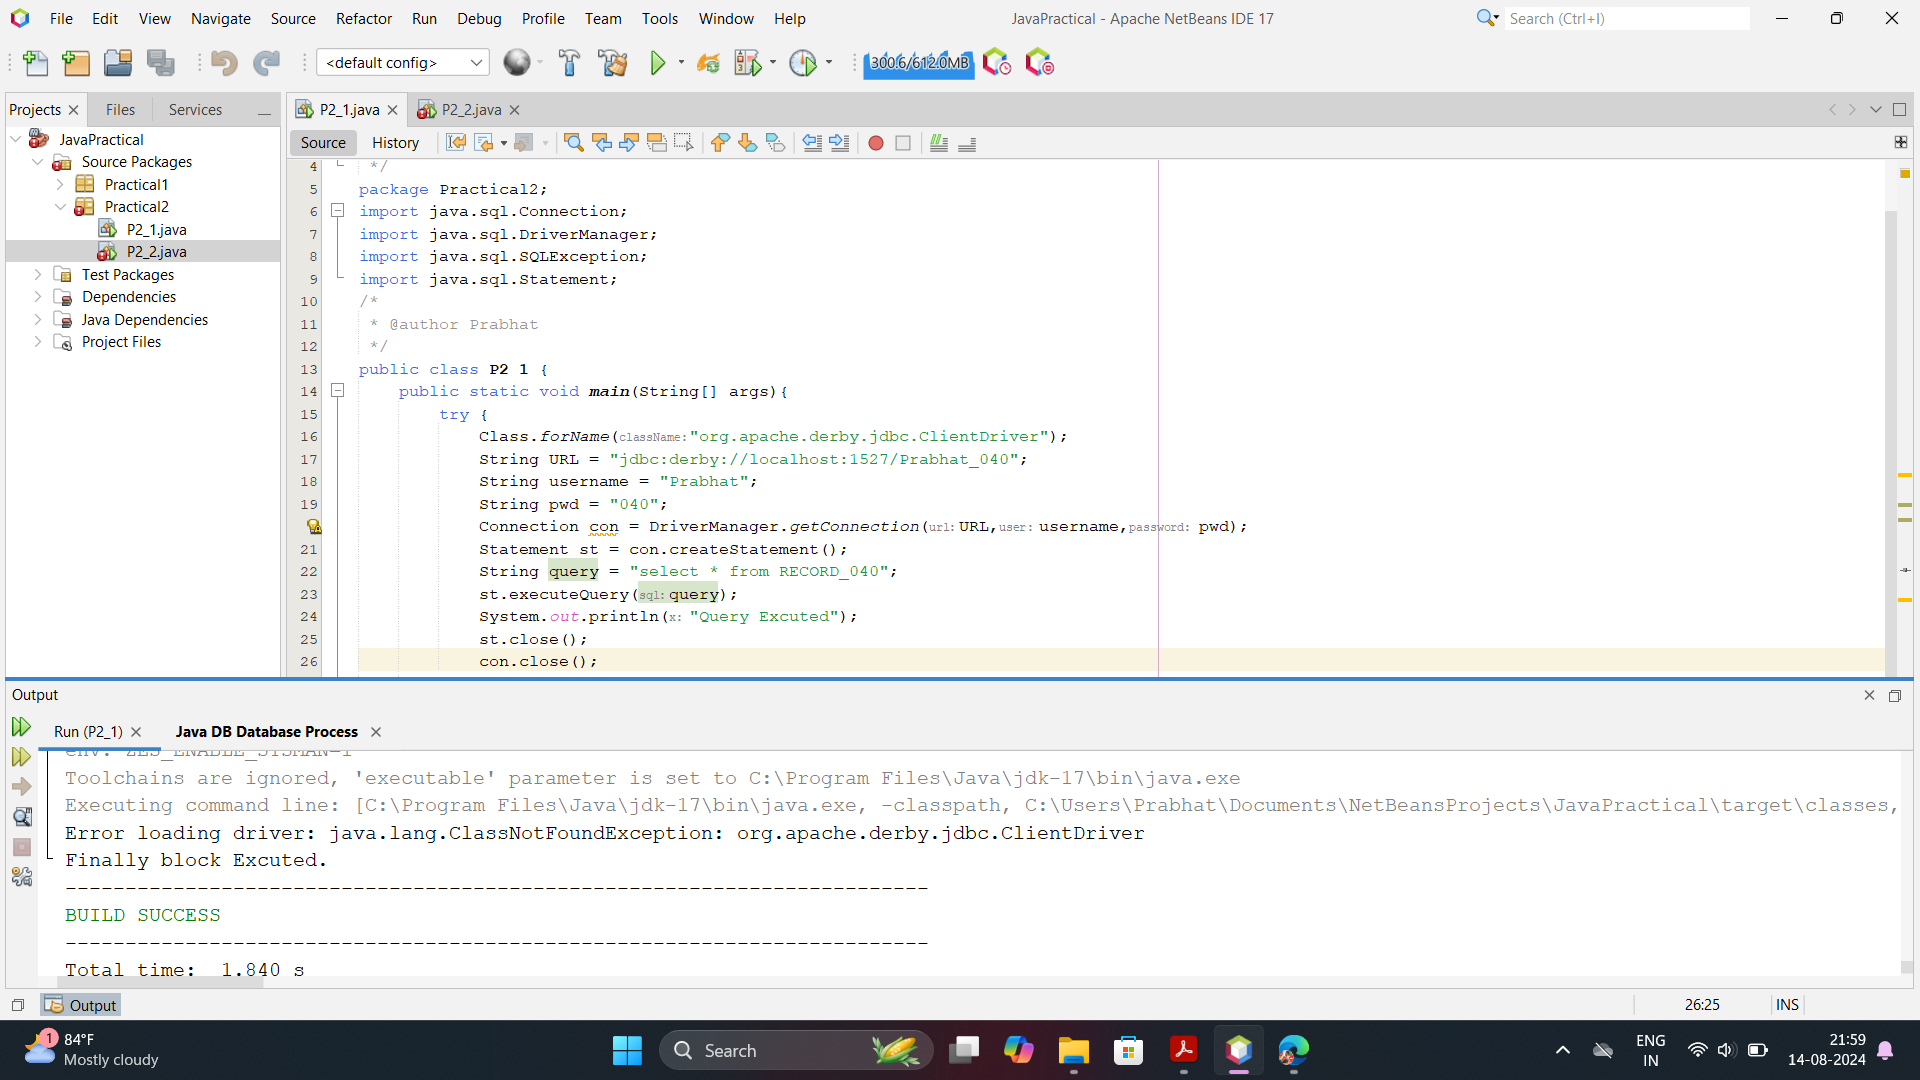 File Edit View Navigate Source Refactor Run Debug Profile Team Tools Window Help
JavaPractical - Apache NetBeans IDE 17
Search (Ctrl+I)
<default config>
300.6/612.0MB
Projects Files Services
P2_1.java P2_2.java
Source History
JavaPractical
Source Packages
Practical1
Practical2
P2_1.java
P2_2.java
Test Packages
Dependencies
Java Dependencies
Project Files
4 */
5 package Practical2;
6 import java.sql.Connection;
7 import java.sql.DriverManager;
8 import java.sql.SQLException;
9 import java.sql.Statement;
10 /*
11 * @author Prabhat
12 */
13 public class P2_1 {
14 public static void main(String[] args){
15 try {
16 Class.forName(className:"org.apache.derby.jdbc.ClientDriver");
17 String URL = "jdbc:derby://localhost:1527/Prabhat_040";
18 String username = "Prabhat";
19 String pwd = "040";
Connection con = DriverManager.getConnection(url: URL,user: username,password: pwd);
21 Statement st = con.createStatement();
22 String query = "select * from RECORD_040";
23 st.executeQuery(sql: query);
24 System.out.println(x: "Query Excuted");
25 st.close();
26 con.close();
Output
Run (P2_1) Java DB Database Process
env: ZES_ENABLE_SYSMAN=1
Toolchains are ignored, 'executable' parameter is set to C:\Program Files\Java\jdk-17\bin\java.exe
Executing command line: [C:\Program Files\Java\jdk-17\bin\java.exe, -classpath, C:\Users\Prabhat\Documents\NetBeansProjects\JavaPractical\target\classes,
Error loading driver: java.lang.ClassNotFoundException: org.apache.derby.jdbc.ClientDriver
Finally block Excuted.
------------------------------------------------------------------------
BUILD SUCCESS
------------------------------------------------------------------------
Total time: 1.840 s
Output
26:25 INS
1
84°F
Mostly cloudy
Search
ENG
IN
21:59
14-08-2024